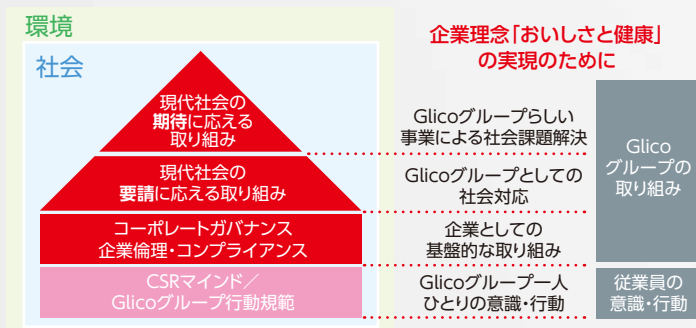 環境
社会
企業理念「おいしさと健康」
の実現のために
現代社会の
期待に応える
取り組み
Glicoグループらしい
事業による社会課題解決
現代社会の
要請に応える取り組み
Glicoグループとしての
社会対応
コーポレートガバナンス
企業倫理・コンプライアンス
企業としての
基盤的な取り組み
Glico
グループの
取り組み
CSRマインド／
Glicoグループ行動規範
Glicoグループ一人
ひとりの意識・行動
従業員の
意識・行動